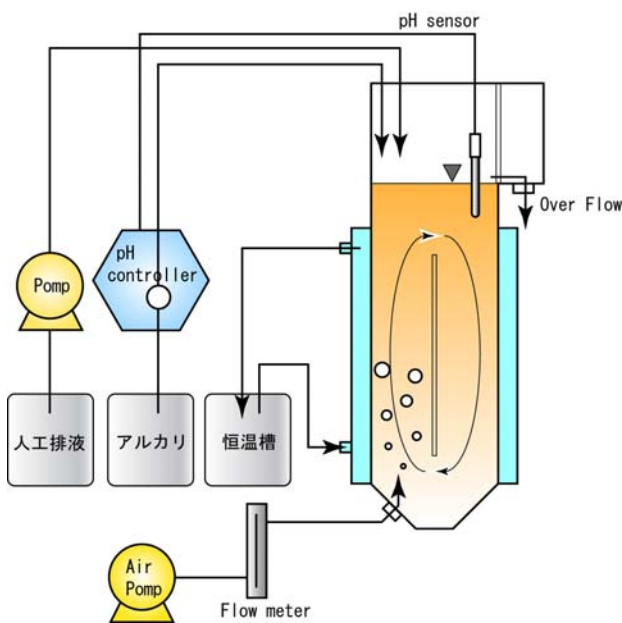 pH sensor
Over Flow
pH
controller
Pomp
人工排液
アルカリ
恒温槽
Air
Pomp
Flow meter